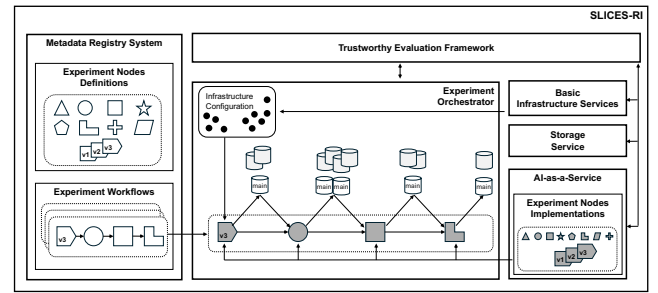 SLICES-RI
Metadata Registry System
Experiment Nodes
Definitions
v1
v2
v3
Experiment Workflows
v3
Trustworthy Evaluation Framework
Experiment
Orchestrator
Infrastructure
Configuration
main
main
main
main
main
v3
Basic
Infrastructure Services
Storage
Service
AI-as-a-Service
Experiment Nodes
Implementations
v1
v2
v3